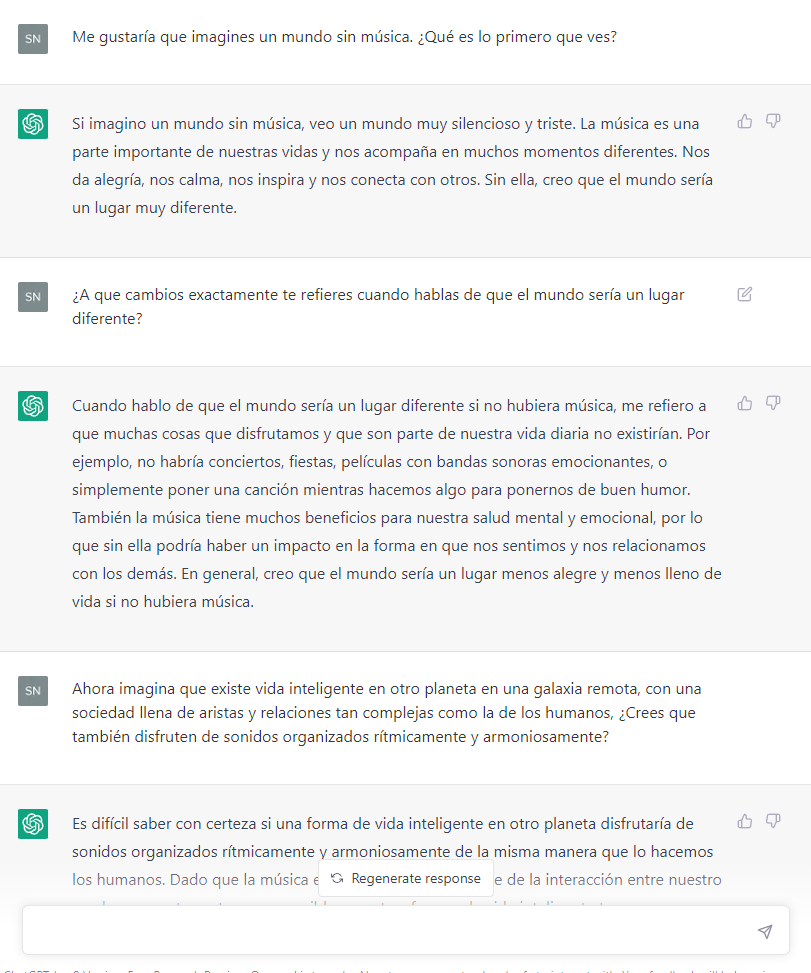 SN
Me gustaría que imagines un mundo sin música. ¿Qué es lo primero que ves?
Si imagino un mundo sin música, veo un mundo muy silencioso y triste. La música es una
parte importante de nuestras vidas y nos acompaña en muchos momentos diferentes. Nos
da alegría, nos calma, nos inspira y nos conecta con otros. Sin ella, creo que el mundo sería
un lugar muy diferente.
SN
¿A que cambios exactamente te refieres cuando hablas de que el mundo sería un lugar
diferente?
Cuando hablo de que el mundo sería un lugar diferente si no hubiera música, me refiero a
que muchas cosas que disfrutamos y que son parte de nuestra vida diaria no existirían. Por
ejemplo, no habría conciertos, fiestas, películas con bandas sonoras emocionantes, o
simplemente poner una canción mientras hacemos algo para ponernos de buen humor.
También la música tiene muchos beneficios para nuestra salud mental y emocional, por lo
que sin ella podría haber un impacto en la forma en que nos sentimos y nos relacionamos
con los demás. En general, creo que el mundo sería un lugar menos alegre y menos lleno de
vida si no hubiera música.
SN
Ahora imagina que existe vida inteligente en otro planeta en una galaxia remota, con una
sociedad llena de aristas y relaciones tan complejas como la de los humanos, ¿Crees que
también disfruten de sonidos organizados rítmicamente y armoniosamente?
Es difícil saber con certeza si una forma de vida inteligente en otro planeta disfrutaría de
sonidos organizados rítmicamente y armoniosamente de la misma manera que lo hacemos
los humanos. Dado que la música
Regenerate response
de la interacción entre nuestro